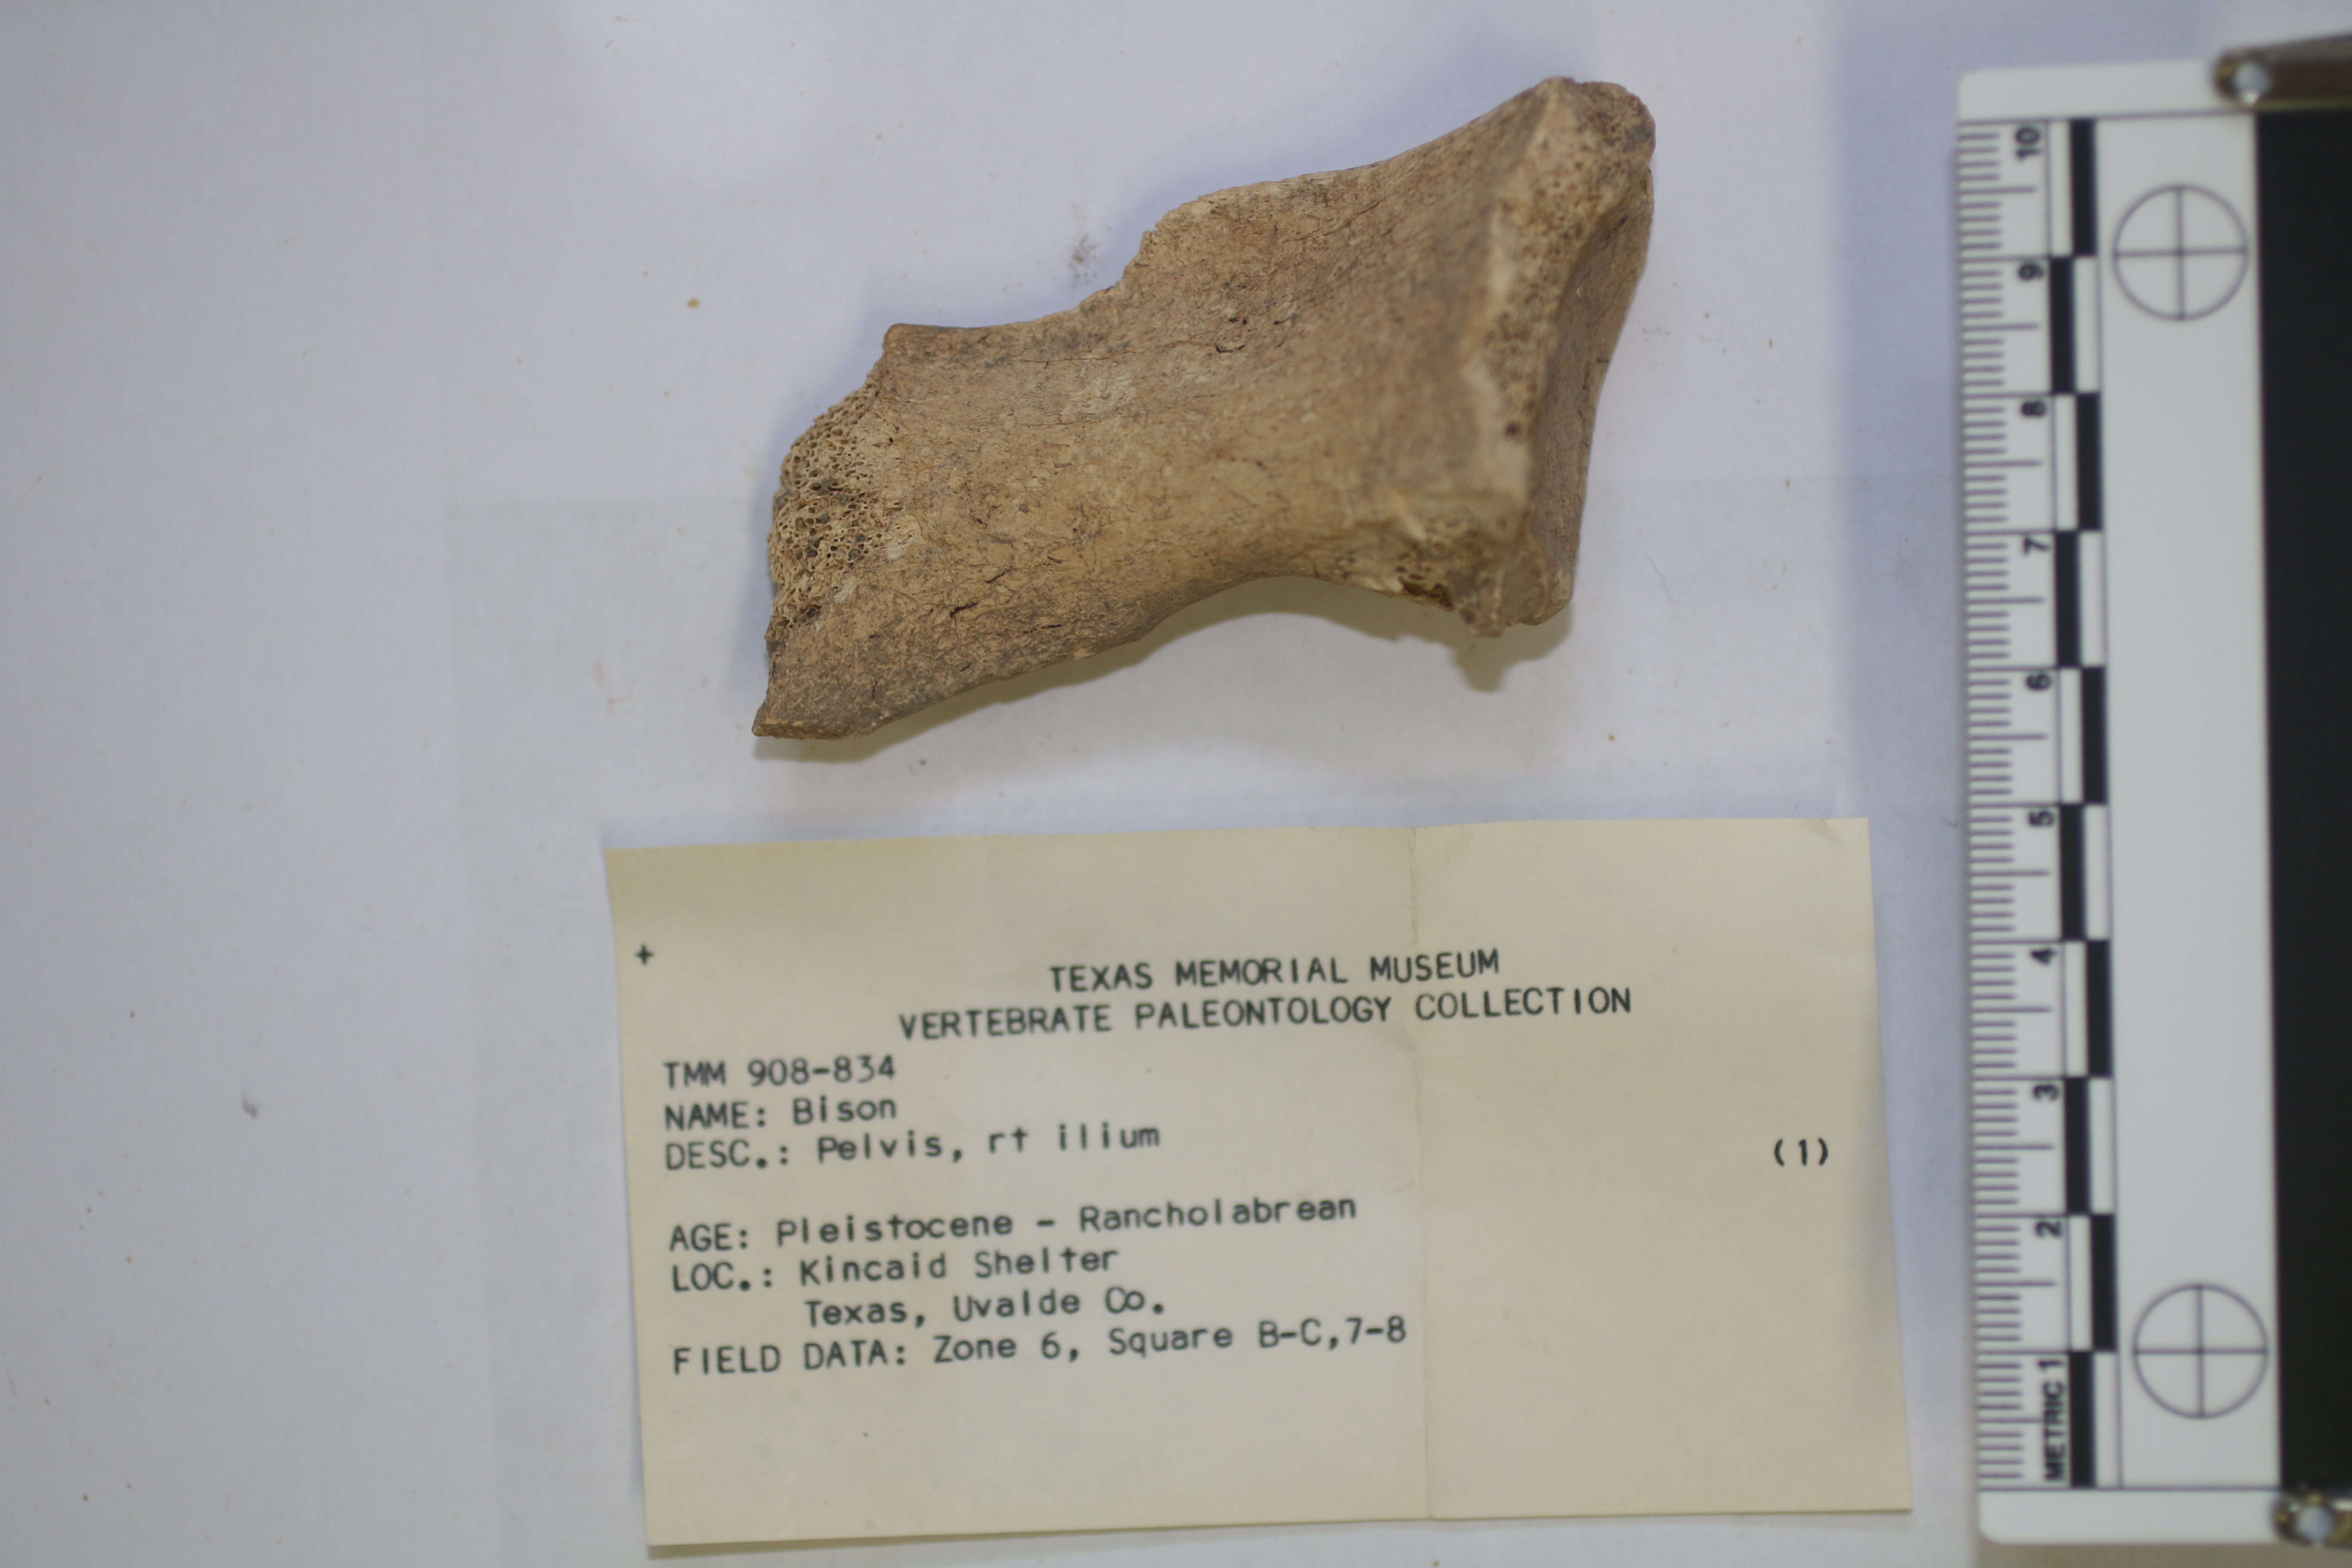 +
TEXAS MEMORIAL MUSEUM
VERTEBRATE PALEONTOLOGY COLLECTION
TMM 908-834
NAME: Bison
DESC.: Pelvis, rt ilium (1)
AGE: Pleistocene - Rancholabrean
LOC.: Kincaid Shelter
Texas, Uvalde Co.
FIELD DATA: Zone 6, Square B-C,7-8
METRIC 1 2 3 4 5 6 7 8 9 10